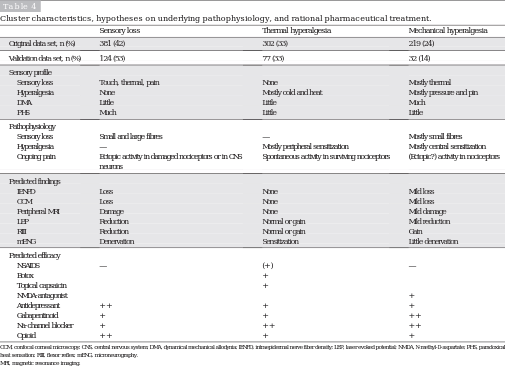 Table 4
Cluster characteristics, hypotheses on underlying pathophysiology, and rational pharmaceutical treatment.
Sensory loss Thermal hyperalgesia Mechanical hyperalgesia
Original data set, n (%) 381 (42) 302 (33) 219 (24)
Validation data set, n (%) 124 (53) 77 (33) 32 (14)
Sensory profile
Sensory loss Touch, thermal, pain None Mostly thermal
Hyperalgesia None Mostly cold and heat Mostly pressure and pin
DMA Little Little Much
PHS Much Little Little
Pathophysiology
Sensory loss Small and large fibres — Mostly small fibres
Hyperalgesia — Mostly peripheral sensitization Mostly central sensitization
Ongoing pain Ectopic activity in damaged nociceptors or in CNS Spontaneous activity in surviving nociceptors (Ectopic?) activity in nociceptors
neurons
Predicted findings
IENFD Loss None Mild loss
CCM Loss None Mild loss
Peripheral MRI Damage None Mild damage
LEP Reduction Normal or gain Mild reduction
RIII Reduction Normal or gain Gain
mENG Denervation Sensitization Little denervation
Predicted efficacy
NSAIDS — (+) —
Botox +
Topical capsaicin +
NMDA-antagonist +
Antidepressant ++ + +
Gabapentinoid + + ++
Na-channel blocker + ++ ++
Opioid ++ + +
CCM, confocal corneal microscopy; CNS, central nervous system; DMA, dynamical mechanical allodynia; IENFD, intraepidermal nerve fiber density; LEP, laser evoked potential; NMDA, N-methyl-D-aspartate; PHS, paradoxical
heat sensation; RIII, flexor reflex; mENG, microneurography.
MRI, magnetic resonance imaging.